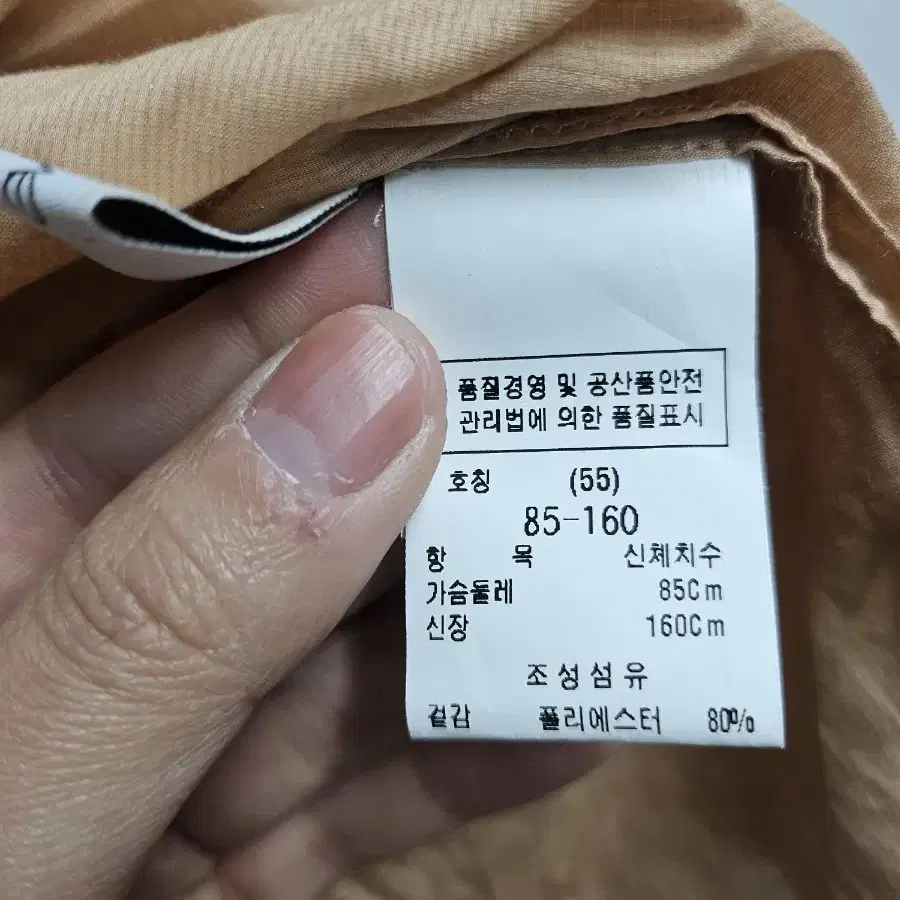 품질경영 및 공산품안전
관리법에 의한 품질표시
호칭 (55)
85-160
항 목 신체치수
가슴둘레 85Cm
신장 160Cm
조성섬유
겉감 폴리에스터 80%